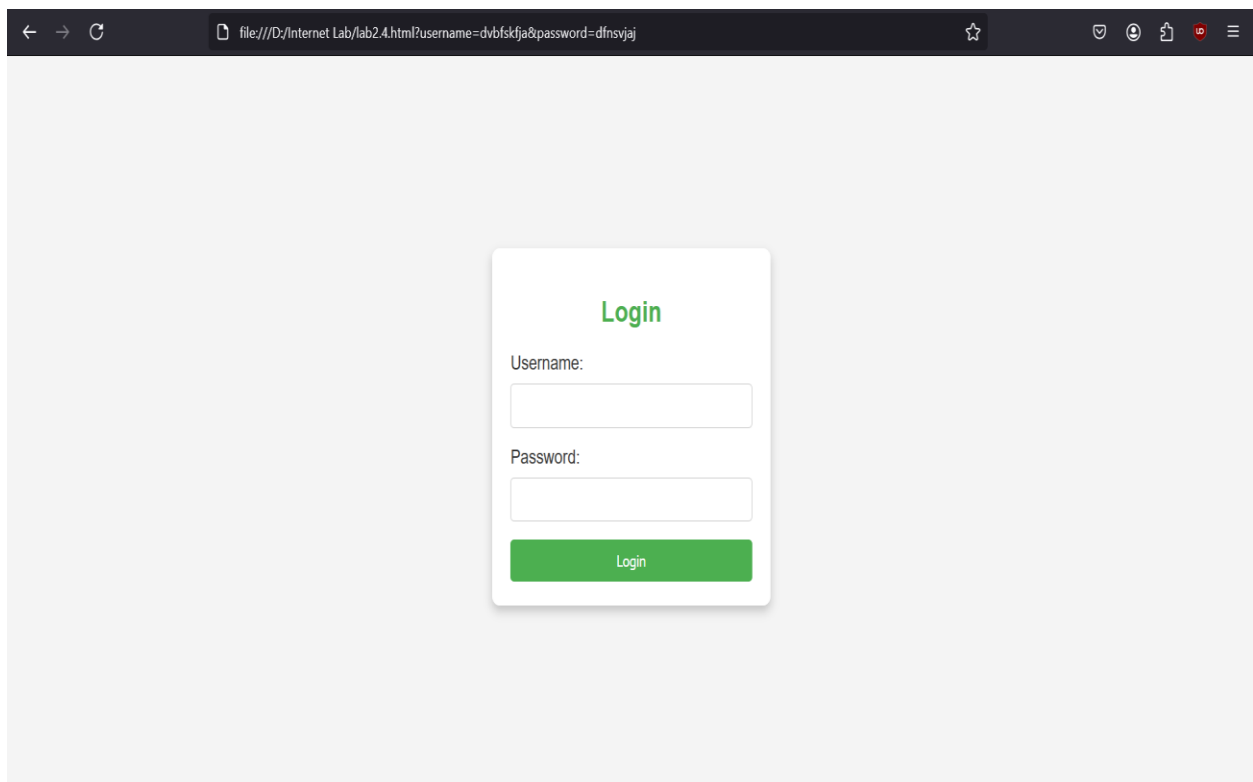 file:///D:/Internet Lab/lab2.4.html?username=dvbfskfja&password=dfnsvjaj
Login
Username:
Password:
Login